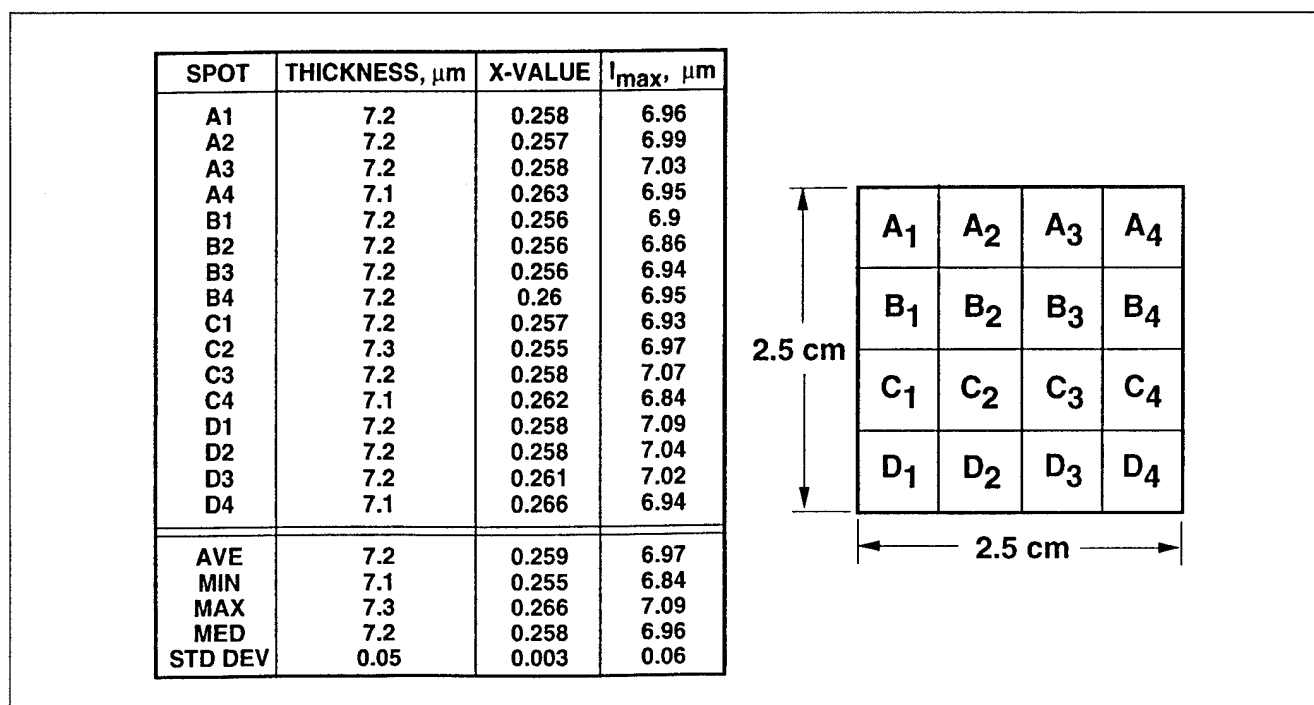 SPOT THICKNESS, μm X-VALUE Imax, μm
A1 7.2 0.258 6.96
A2 7.2 0.257 6.99
A3 7.2 0.258 7.03
A4 7.1 0.263 6.95
B1 7.2 0.256 6.9
B2 7.2 0.256 6.86
B3 7.2 0.256 6.94
B4 7.2 0.26 6.95
C1 7.2 0.257 6.93
C2 7.3 0.255 6.97
C3 7.2 0.258 7.07
C4 7.1 0.262 6.84
D1 7.2 0.258 7.09
D2 7.2 0.258 7.04
D3 7.2 0.261 7.02
D4 7.1 0.266 6.94
AVE 7.2 0.259 6.97
MIN 7.1 0.255 6.84
MAX 7.3 0.266 7.09
MED 7.2 0.258 6.96
STD DEV 0.05 0.003 0.06
A1 A2 A3 A4
B1 B2 B3 B4
2.5 cm
C1 C2 C3 C4
D1 D2 D3 D4
2.5 cm